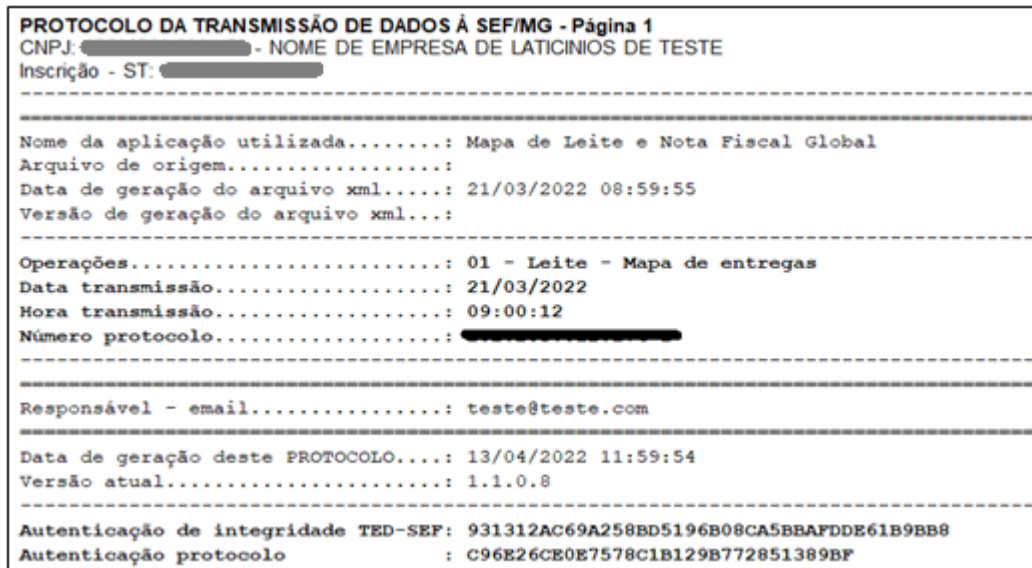 PROTOCOLO DA TRANSMISSÃO DE DADOS À SEF/MG - Página 1
CNPJ: - NOME DE EMPRESA DE LATICINIOS DE TESTE
Inscrição - ST:
Nome da aplicação utilizada........: Mapa de Leite e Nota Fiscal Global
Arquivo de origem..................:
Data de geração do arquivo xml.....: 21/03/2022 08:59:55
Versão de geração do arquivo xml...:
Operações..........................: 01 - Leite - Mapa de entregas
Data transmissão...................: 21/03/2022
Hora transmissão...................: 09:00:12
Número protocolo...................:
Responsável - email................: teste@teste.com
Data de geração deste PROTOCOLO....: 13/04/2022 11:59:54
Versão atual.......................: 1.1.0.8
Autenticação de integridade TED-SEF: 931312AC69A258BD5196B08CA5BBAFDDE61B9BB8
Autenticação protocolo : C96E26CE0E7578C1B129B772851389BF